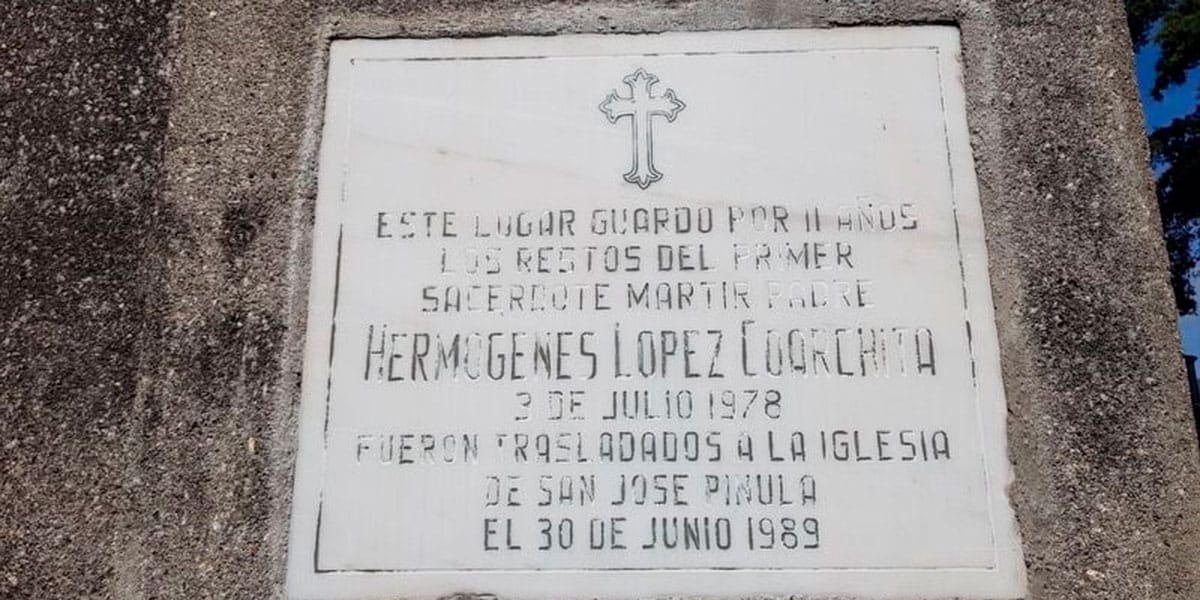 ESTE LUGAR GUARDO POR 11 AÑOS
LOS RESTOS DEL PRIMER
SACERDOTE MARTIR PADRE
HERMOGENES LOPEZ COARCHITA
3 DE JULIO 1978
FUERON TRASLADADOS A LA IGLESIA
DE SAN JOSE PINULA
EL 30 DE JUNIO 1989